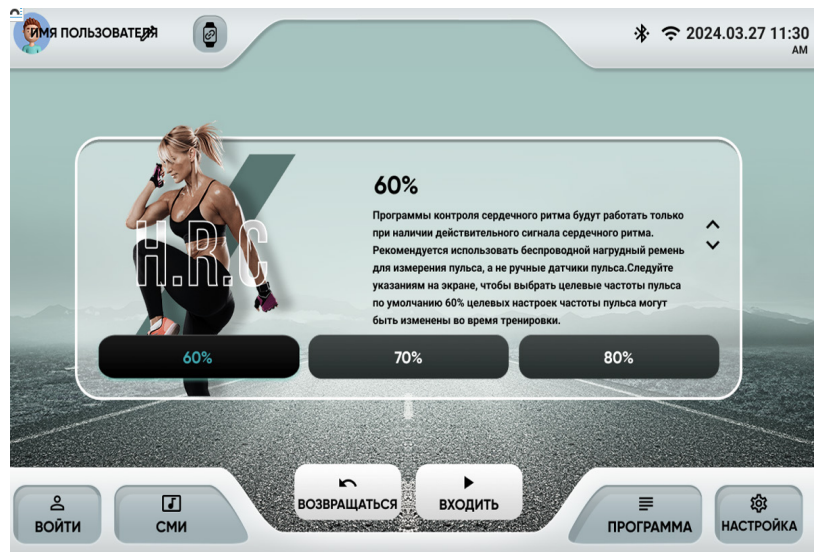 ИМЯ ПОЛЬЗОВАТЕЛЯ
2024.03.27 11:30
AM
60%
Программы контроля сердечного ритма будут работать только
при наличии действительного сигнала сердечного ритма.
Рекомендуется использовать беспроводной нагрудный ремень
для измерения пульса, а не ручные датчики пульса.Следуйте
указаниям на экране, чтобы выбрать целевые частоты пульса
по умолчанию 60% целевых настроек частоты пульса могут
быть изменены во время тренировки.
H.R.C
60%
70%
80%
ВОЗВРАЩАТЬСЯ
ВХОДИТЬ
ВОЙТИ
СМИ
ПРОГРАММА
НАСТРОЙКА